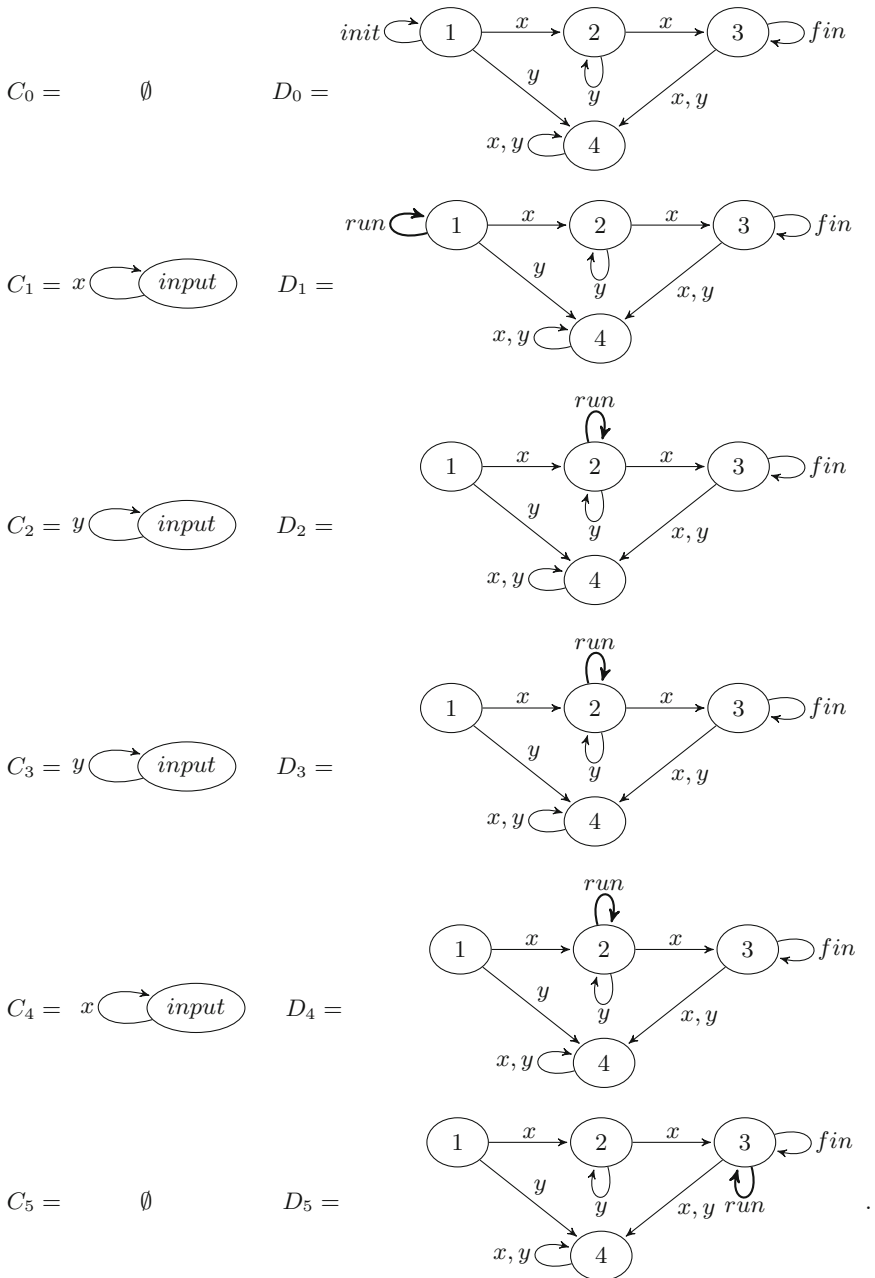 init 1 x 2 x 3 fin
y y x, y
C₀ = ∅ D₀ =
x, y 4
run 1 x 2 x 3 fin
y y x, y
C₁ = x input D₁ =
x, y 4
run
1 x 2 x 3 fin
y y x, y
C₂ = y input D₂ =
x, y 4
run
1 x 2 x 3 fin
y y x, y
C₃ = y input D₃ =
x, y 4
run
1 x 2 x 3 fin
y y x, y
C₄ = x input D₄ =
x, y 4
1 x 2 x 3 fin
y y x, y run
C₅ = ∅ D₅ = .
x, y 4